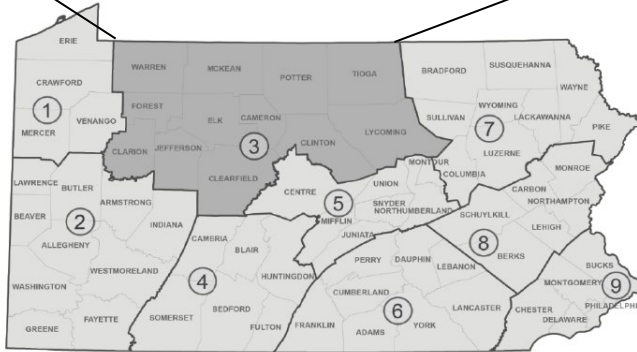 ERIE
CRAWFORD
1
MERCER
VENANGO
WARREN
MCKEAN
POTTER
TIOGA
FOREST
ELK
CAMERON
CLARION
JEFFERSON
3
CLINTON
LYCOMING
CLEARFIELD
BRADFORD
SUSQUEHANNA
WAYNE
WYOMING
SULLIVAN
LACKAWANNA
7
PIKE
LUZERNE
COLUMBIA
MONTOUR
CENTRE
UNION
5
SNYDER
NORTHUMBERLAND
MIFFLIN
JUNIATA
LAWRENCE
BUTLER
ARMSTRONG
BEAVER
2
INDIANA
ALLEGHENY
WESTMORELAND
WASHINGTON
FAYETTE
GREENE
CAMBRIA
BLAIR
4
HUNTINGDON
BEDFORD
SOMERSET
FULTON
PERRY
DAUPHIN
LEBANON
CUMBERLAND
6
LANCASTER
FRANKLIN
ADAMS
YORK
MONROE
CARBON
NORTHAMPTON
SCHUYLKILL
LEHIGH
8
BERKS
BUCKS
MONTGOMERY
9
PHILADELPHI
CHESTER
DELAWARE